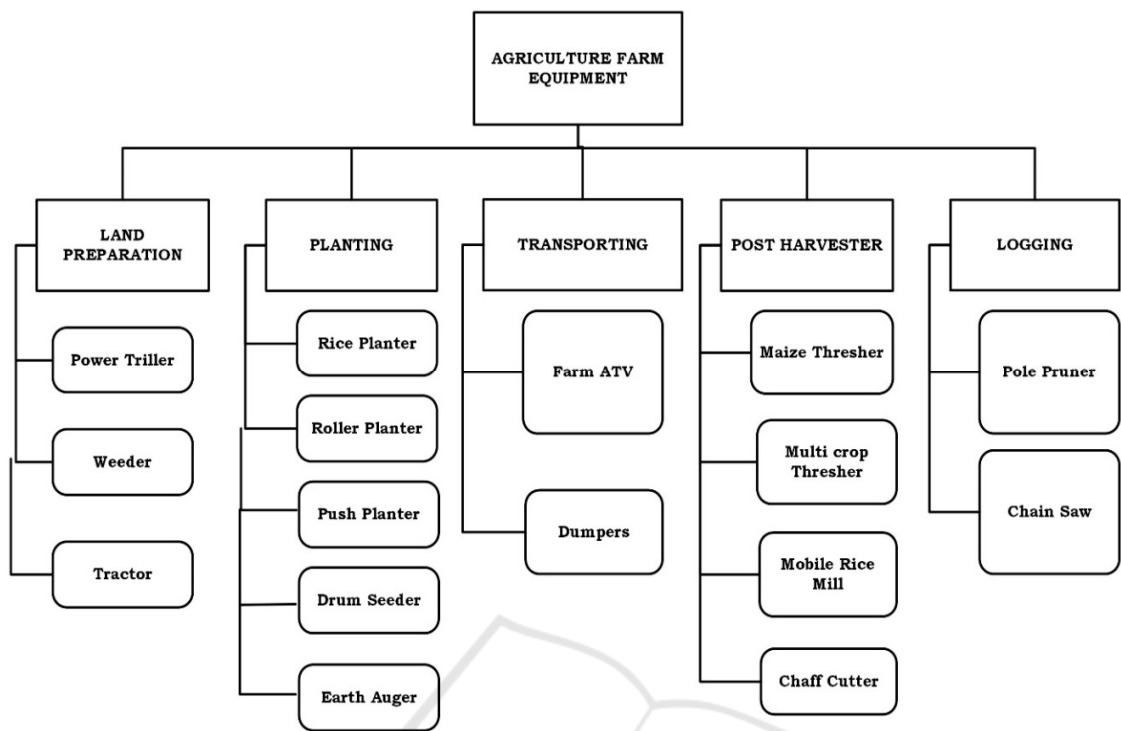 AGRICULTURE FARM
EQUIPMENT
LAND
PREPARATION
PLANTING
TRANSPORTING
POST HARVESTER
LOGGING
Power Triller
Weeder
Tractor
Rice Planter
Roller Planter
Push Planter
Drum Seeder
Earth Auger
Farm ATV
Dumpers
Maize Thresher
Multi crop
Thresher
Mobile Rice
Mill
Chaff Cutter
Pole Pruner
Chain Saw